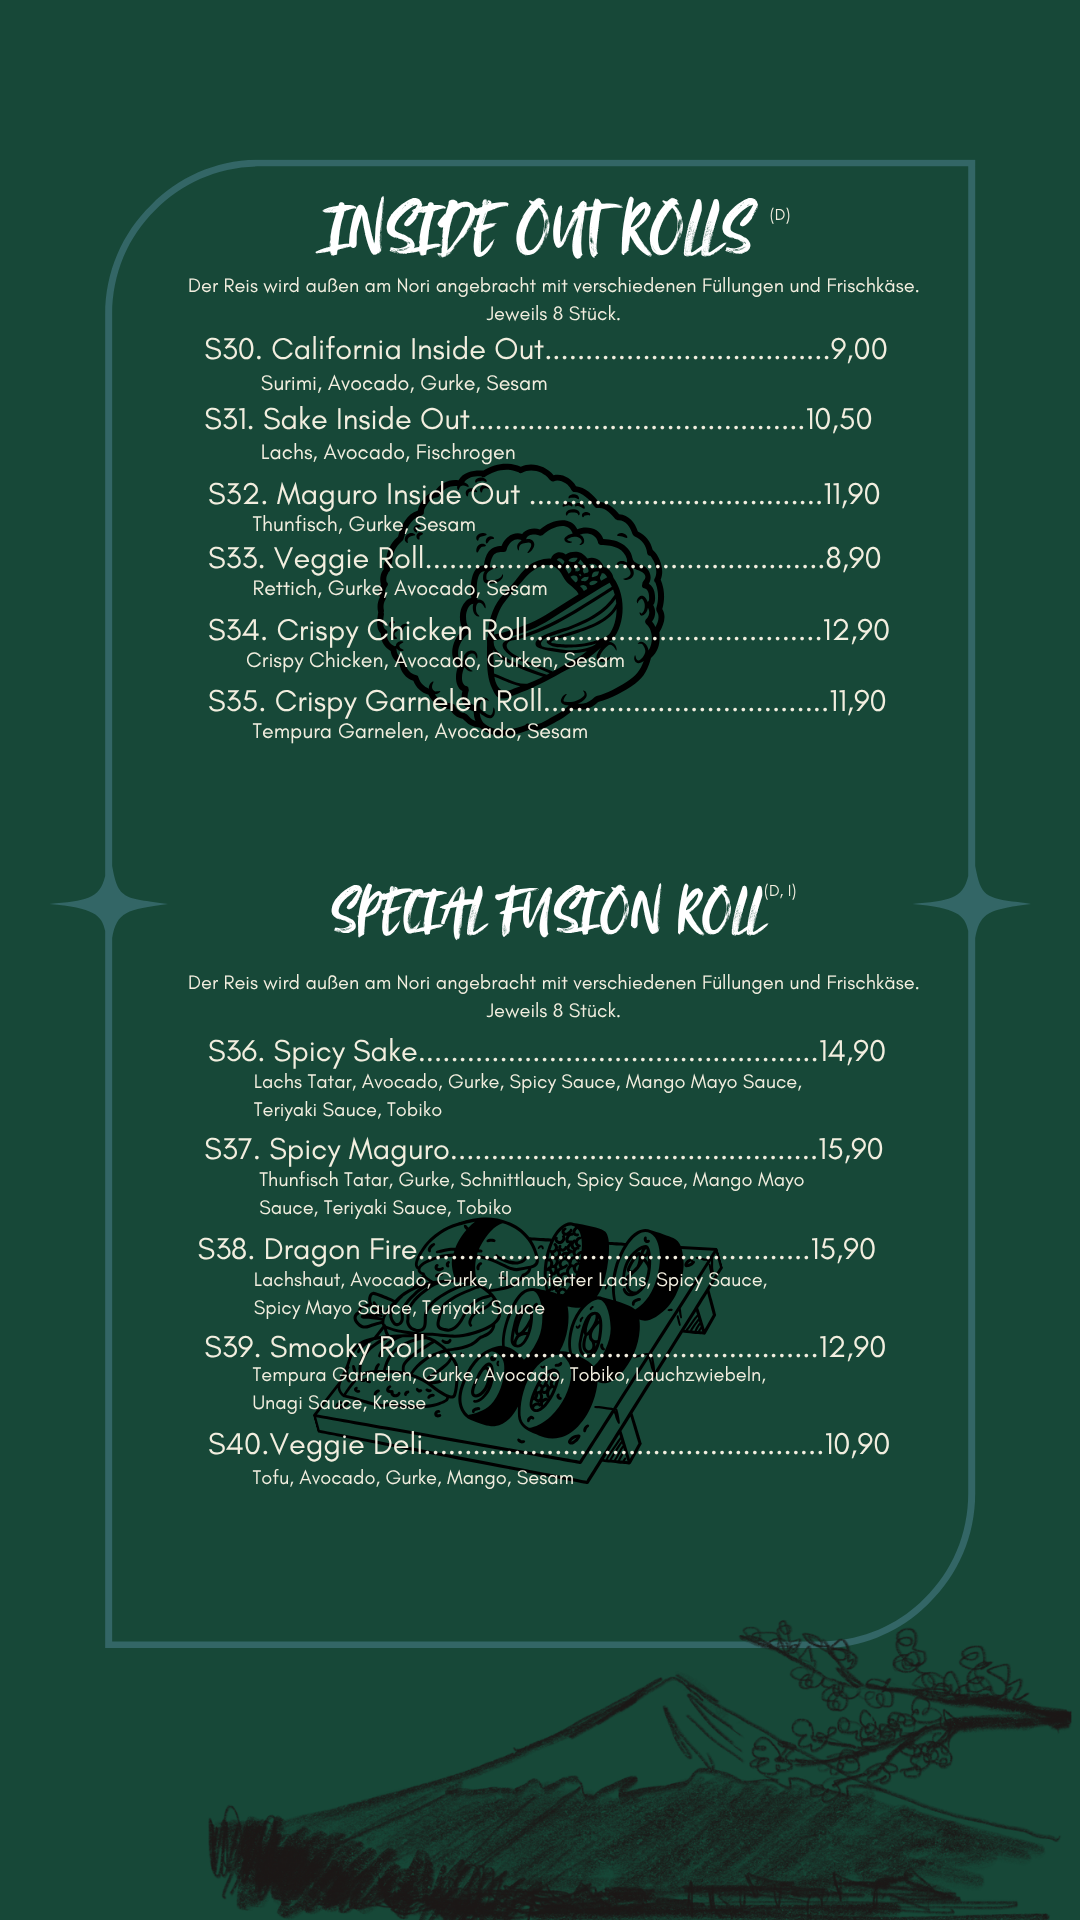 INSIDE OUT ROLLS (D)
Der Reis wird außen am Nori angebracht mit verschiedenen Füllungen und Frischkäse.
Jeweils 8 Stück.
S30. California Inside Out...................................9,00
Surimi, Avocado, Gurke, Sesam
S31. Sake Inside Out.........................................10,50
Lachs, Avocado, Fischrogen
S32. Maguro Inside Out ....................................11,90
Thunfisch, Gurke, Sesam
S33. Veggie Roll.................................................8,90
Rettich, Gurke, Avocado, Sesam
S34. Crispy Chicken Roll....................................12,90
Crispy Chicken, Avocado, Gurken, Sesam
S35. Crispy Garnelen Roll...................................11,90
Tempura Garnelen, Avocado, Sesam
SPECIAL FUSION ROLL (D, I)
Der Reis wird außen am Nori angebracht mit verschiedenen Füllungen und Frischkäse.
Jeweils 8 Stück.
S36. Spicy Sake.................................................14,90
Lachs Tatar, Avocado, Gurke, Spicy Sauce, Mango Mayo Sauce,
Teriyaki Sauce, Tobiko
S37. Spicy Maguro.............................................15,90
Thunfisch Tatar, Gurke, Schnittlauch, Spicy Sauce, Mango Mayo
Sauce, Teriyaki Sauce, Tobiko
S38. Dragon Fire................................................15,90
Lachshaut, Avocado, Gurke, flambierter Lachs, Spicy Sauce,
Spicy Mayo Sauce, Teriyaki Sauce
S39. Smooky Roll................................................12,90
Tempura Garnelen, Gurke, Avocado, Tobiko, Lauchzwiebeln,
Unagi Sauce, Kresse
S40.Veggie Deli.................................................10,90
Tofu, Avocado, Gurke, Mango, Sesam